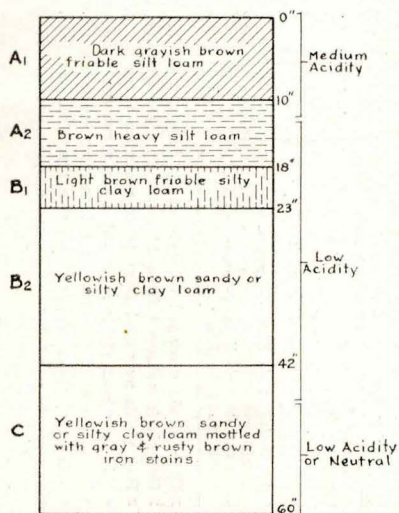 0"
A1
Dark grayish brown
friable silt loam
Medium
Acidity
10"
A2
Brown heavy silt loam
18"
B1
Light brown friable silty
clay loam
23"
B2
Yellowish brown sandy or
silty clay loam
Low
Acidity
42"
C
Yellowish brown sandy
or silty clay loam mottled
with gray & rusty brown
iron stains
Low Acidity
or Neutral
60"